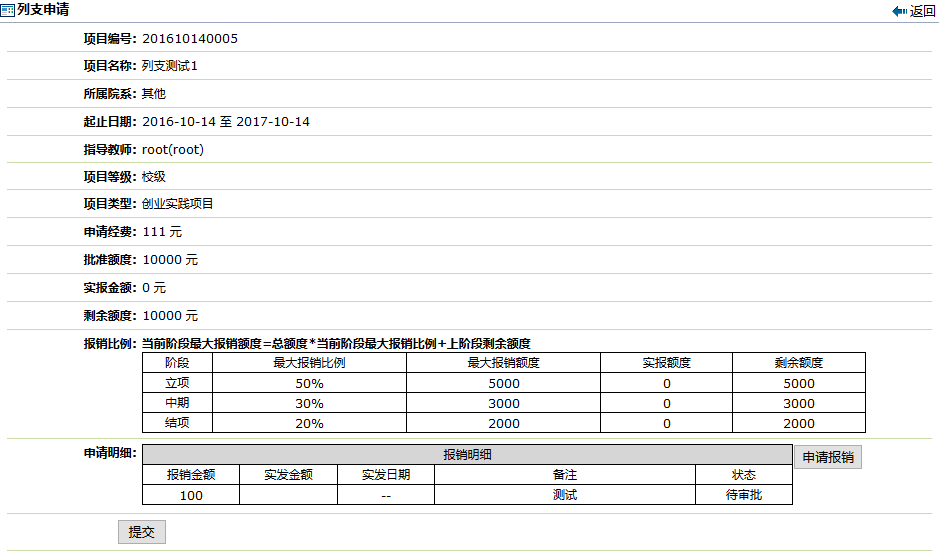 列支申请
返回
项目编号: 201610140005
项目名称: 列支测试1
所属院系: 其他
起止日期: 2016-10-14 至 2017-10-14
指导教师: root(root)
项目等级: 校级
项目类型: 创业实践项目
申请经费: 111 元
批准额度: 10000 元
实报金额: 0 元
剩余额度: 10000 元
报销比例: 当前阶段最大报销额度=总额度*当前阶段最大报销比例+上阶段剩余额度
阶段 最大报销比例 最大报销额度 实报额度 剩余额度
立项 50% 5000 0 5000
中期 30% 3000 0 3000
结项 20% 2000 0 2000
申请明细: 报销明细 申请报销
报销金额 实发金额 实发日期 备注 状态
100 -- 测试 待审批
提交